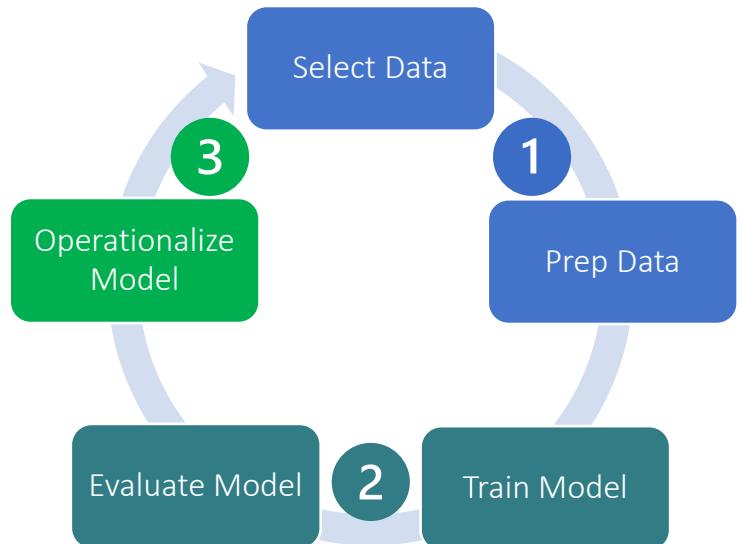 Select Data
1
Prep Data
Train Model
2
Evaluate Model
Operationalize
Model
3